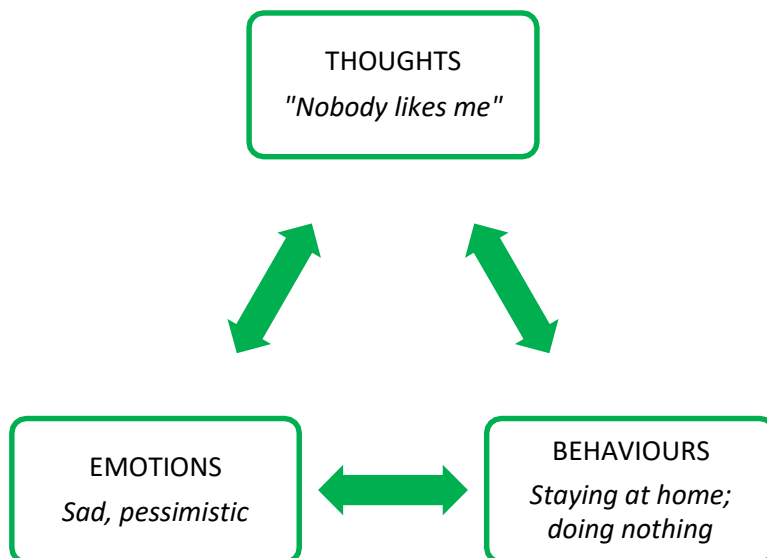 THOUGHTS
"Nobody likes me"
EMOTIONS
Sad, pessimistic
BEHAVIOURS
Staying at home;
doing nothing